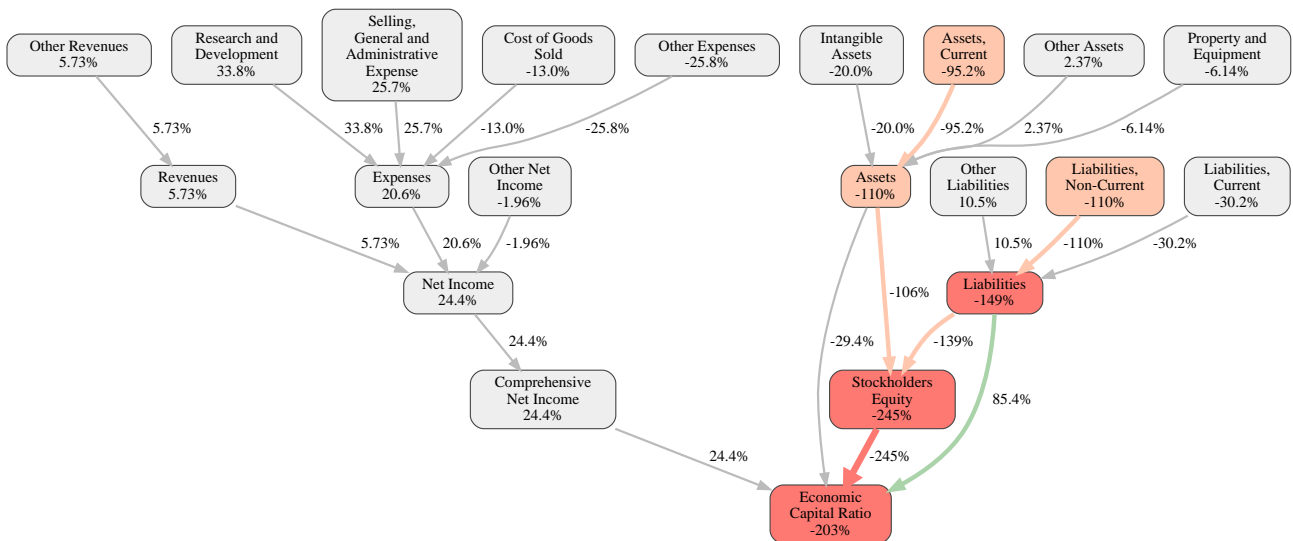 Other Revenues
5.73%
Research and
Development
33.8%
Selling,
General and
Administrative
Expense
25.7%
Cost of Goods
Sold
-13.0%
Other Expenses
-25.8%
Intangible
Assets
-20.0%
Assets,
Current
-95.2%
Other Assets
2.37%
Property and
Equipment
-6.14%
5.73%
33.8%
25.7%
-13.0%
-25.8%
-20.0%
-95.2%
2.37%
-6.14%
Revenues
5.73%
Expenses
20.6%
Other Net
Income
-1.96%
Assets
-110%
Other
Liabilities
10.5%
Liabilities,
Non-Current
-110%
Liabilities,
Current
-30.2%
5.73%
20.6%
-1.96%
10.5%
-110%
-30.2%
Net Income
24.4%
-106%
Liabilities
-149%
24.4%
-29.4%
-139%
Comprehensive
Net Income
24.4%
Stockholders
Equity
-245%
85.4%
24.4%
-245%
Economic
Capital Ratio
-203%